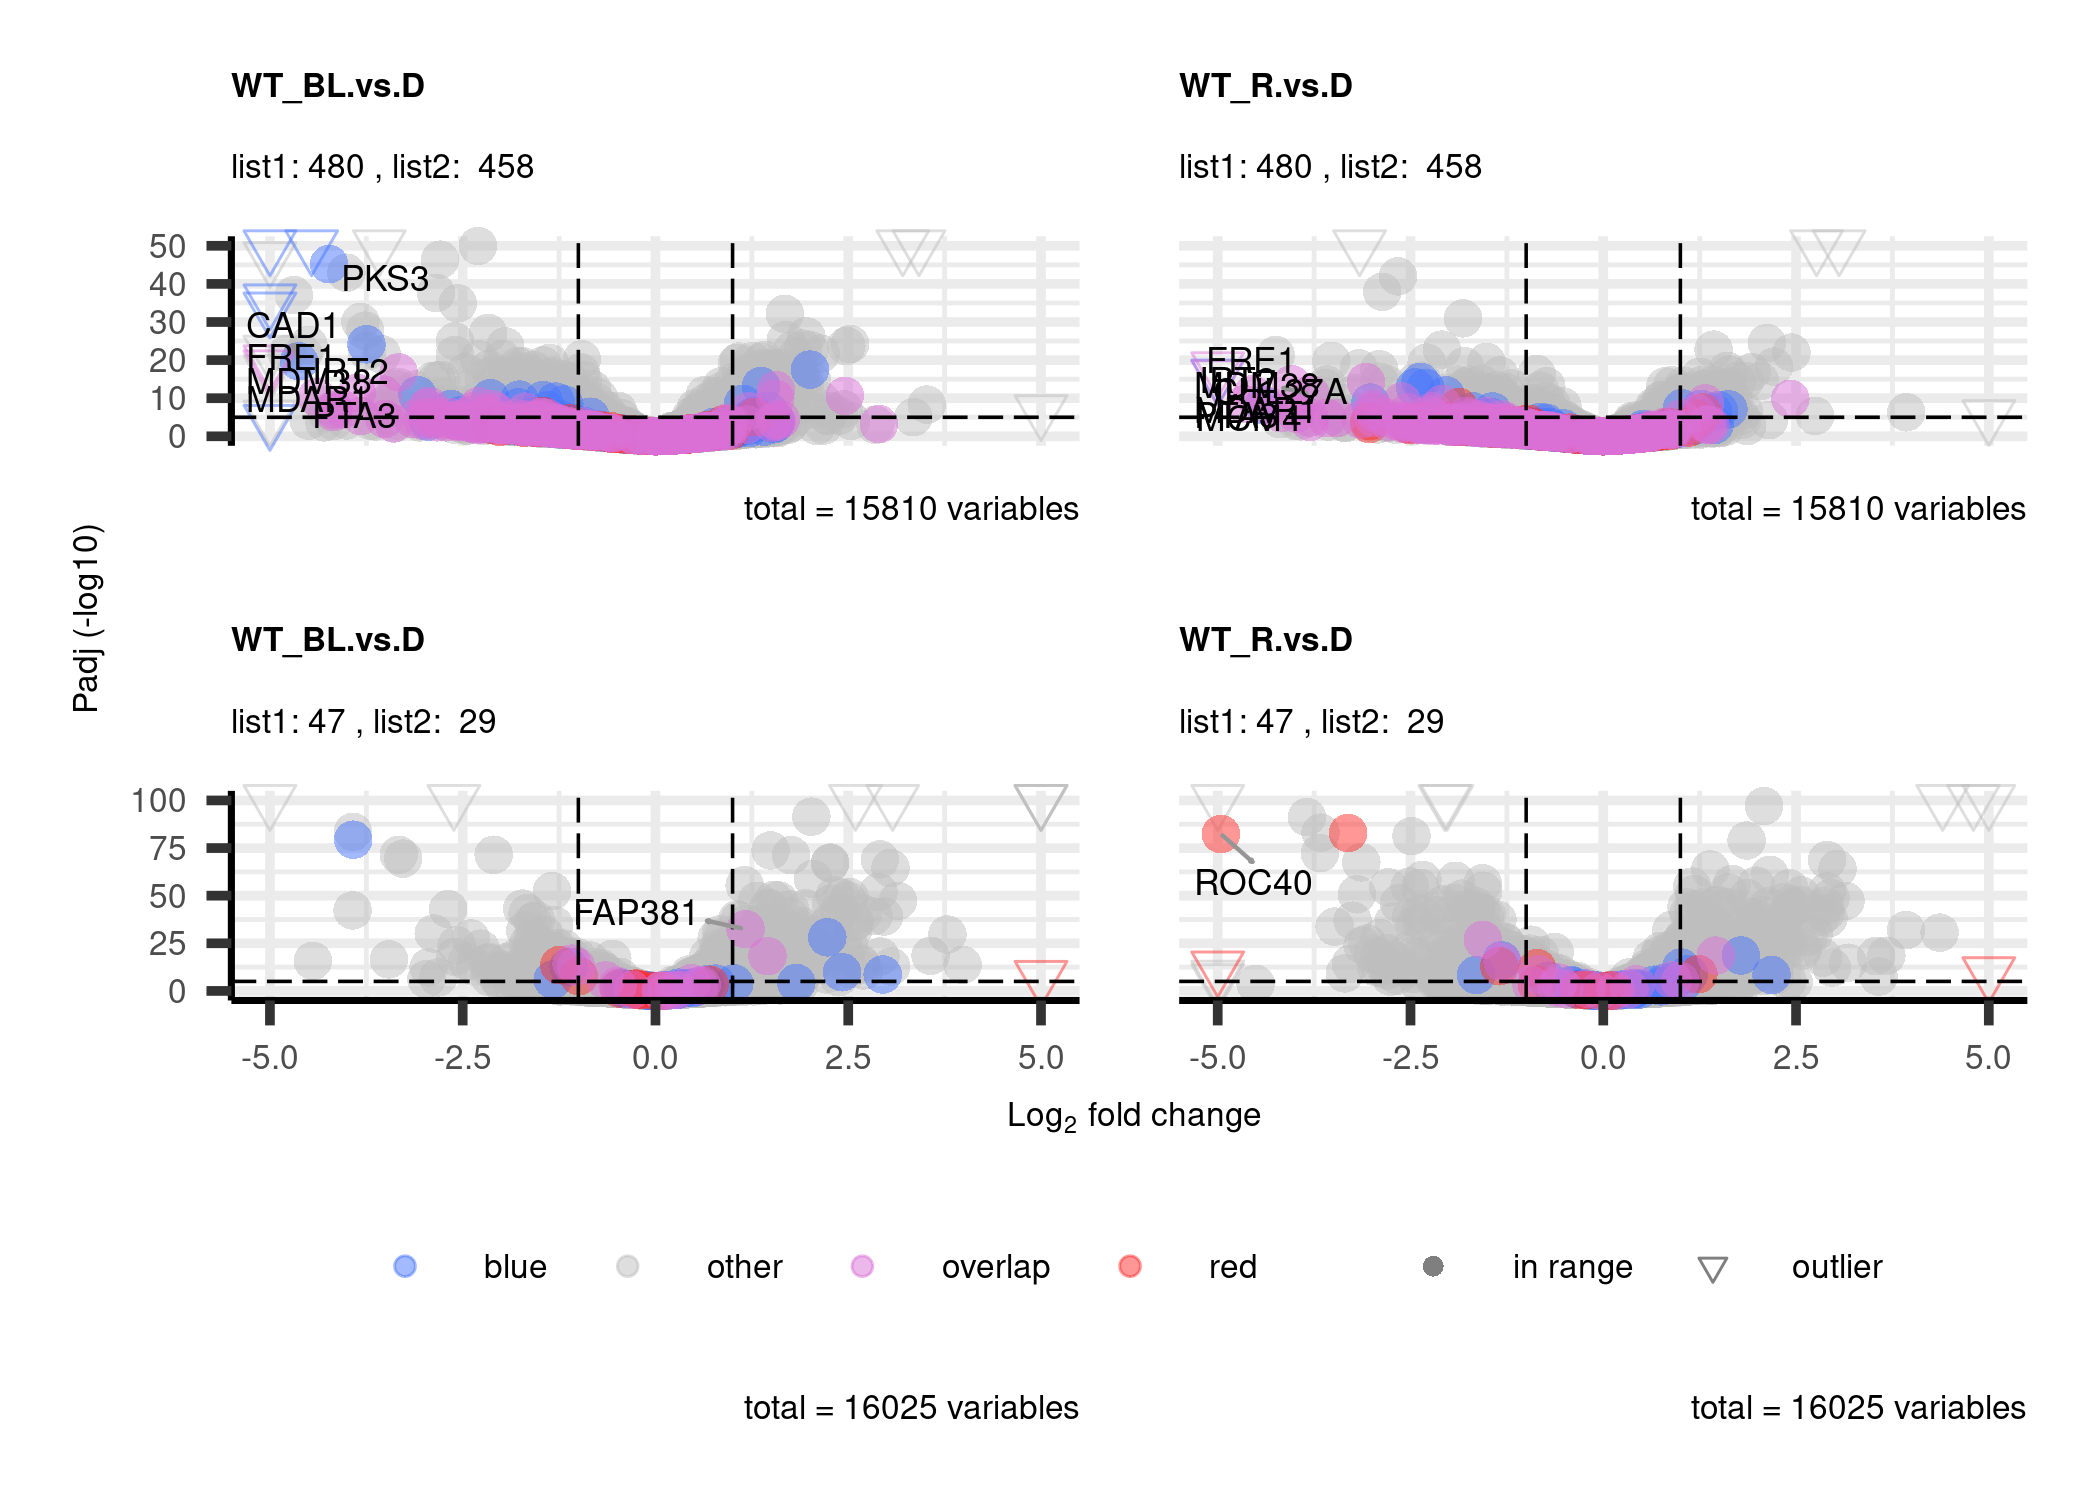 WT_BL.vs.D
WT_R.vs.D
list1: 480 , list2:  458
list1: 480 , list2:  458
50
40
30
20
10
0
PKS3
CAD1
FRE1
IRT2
MDM38
MDAR1
PTA3
FRE1
total = 15810 variables
total = 15810 variables
Padj (-log10)
WT_BL.vs.D
WT_R.vs.D
list1: 47 , list2:  29
list1: 47 , list2:  29
100
75
50
25
0
FAP381
ROC40
-5.0 -2.5 0.0 2.5 5.0
-5.0 -2.5 0.0 2.5 5.0
Log2 fold change
blue other overlap red in range outlier
total = 16025 variables
total = 16025 variables